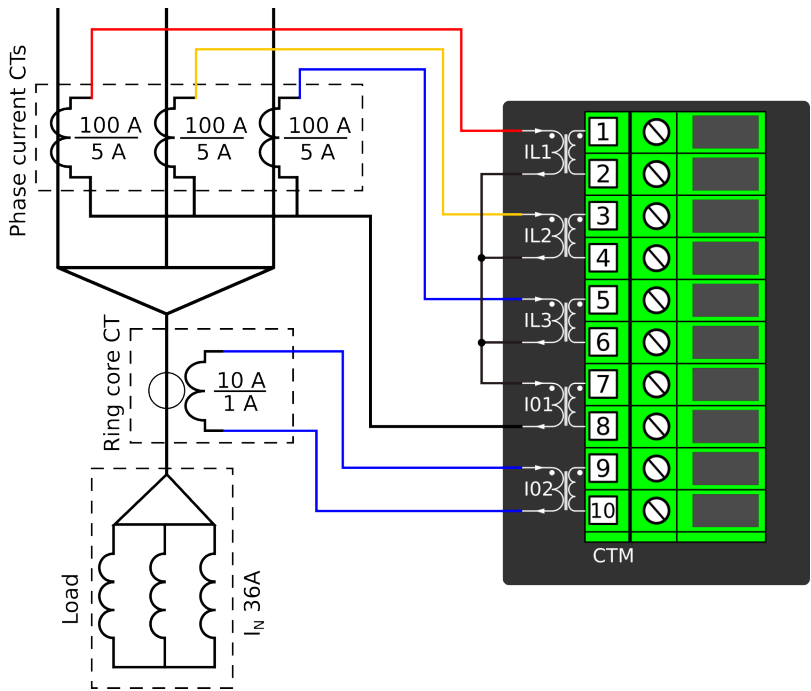 Phase current CTs
100 A
5 A
100 A
5 A
100 A
5 A
Ring core CT
10 A
1 A
Load
I_N 36A
IL1
IL2
IL3
I01
I02
1
2
3
4
5
6
7
8
9
10
CTM